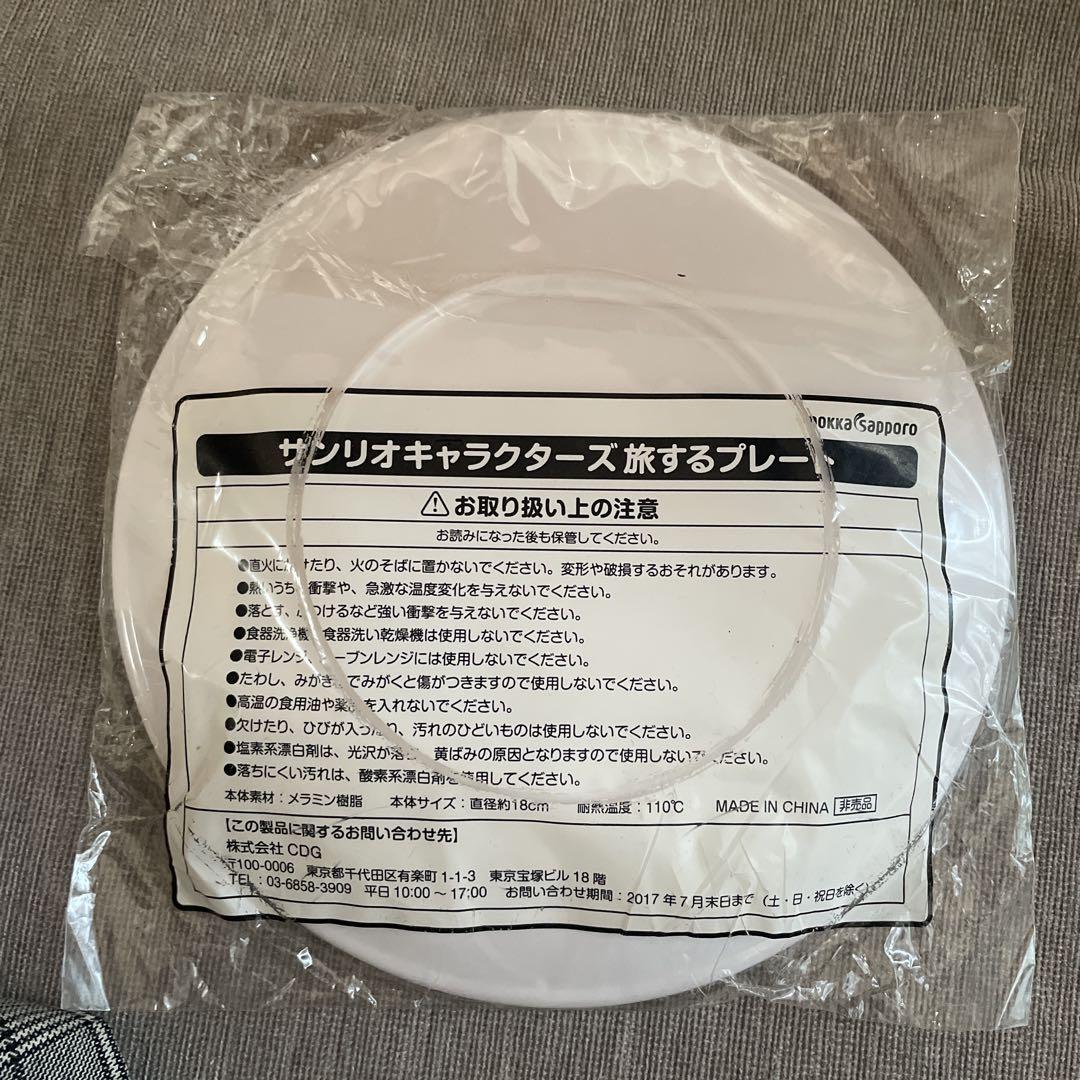 pokka sapporo
サンリオキャラクターズ 旅するプレート
お取り扱い上の注意
お読みになった後も保管してください。
●直火にかけたり、火のそばに置かないでください。変形や破損するおそれがあります。
●熱いうち、衝撃や、急激な温度変化を与えないでください。
●落とす、ぶつけるなど強い衝撃を与えないでください。
●食器洗浄機、食器洗い乾燥機は使用しないでください。
●電子レンジ、オーブンレンジには使用しないでください。
●たわし、みがき で みがくと傷がつきますので使用しないでください。
●高温の食用油や薬 を入れないでください。
●欠けたり、ひびが入ったり、汚れのひどいものは使用しないでください。
●塩素系漂白剤は、光沢が落ち、黄ばみの原因となりますので使用しないでください。
●落ちにくい汚れは、酸素系漂白剤を使用してください。
本体素材：メラミン樹脂 本体サイズ：直径約18cm 耐熱温度：110℃ MADE IN CHINA 非売品
【この製品に関するお問い合わせ先】
株式会社 CDG
〒100-0006 東京都千代田区有楽町 1-1-3 東京宝塚ビル 18 階
TEL：03-6858-3909 平日 10:00～17:00 お問い合わせ期間：2017 年 7 月末日まで（土・日・祝日を除く）